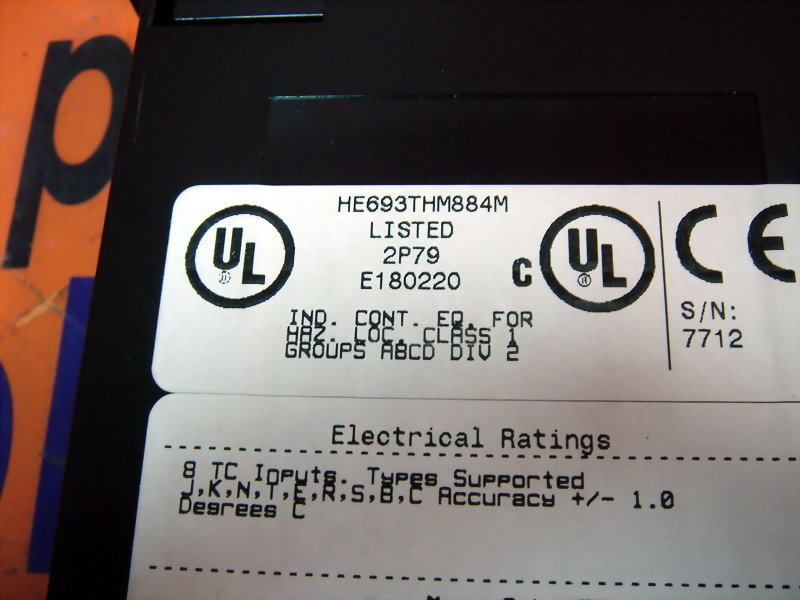 p
UL
HE693THM884M
LISTED
2P79
E180220
C UL
CE
S/N:
7712
IND. CONT. EQ. FOR
HAZ. LOC. CLASS 1
GROUPS ABCD DIV 2
Electrical Ratings
8 TC Inputs. Types Supported
J,K,N,T,E,R,S,B,C Accuracy +/- 1.0
Degrees C